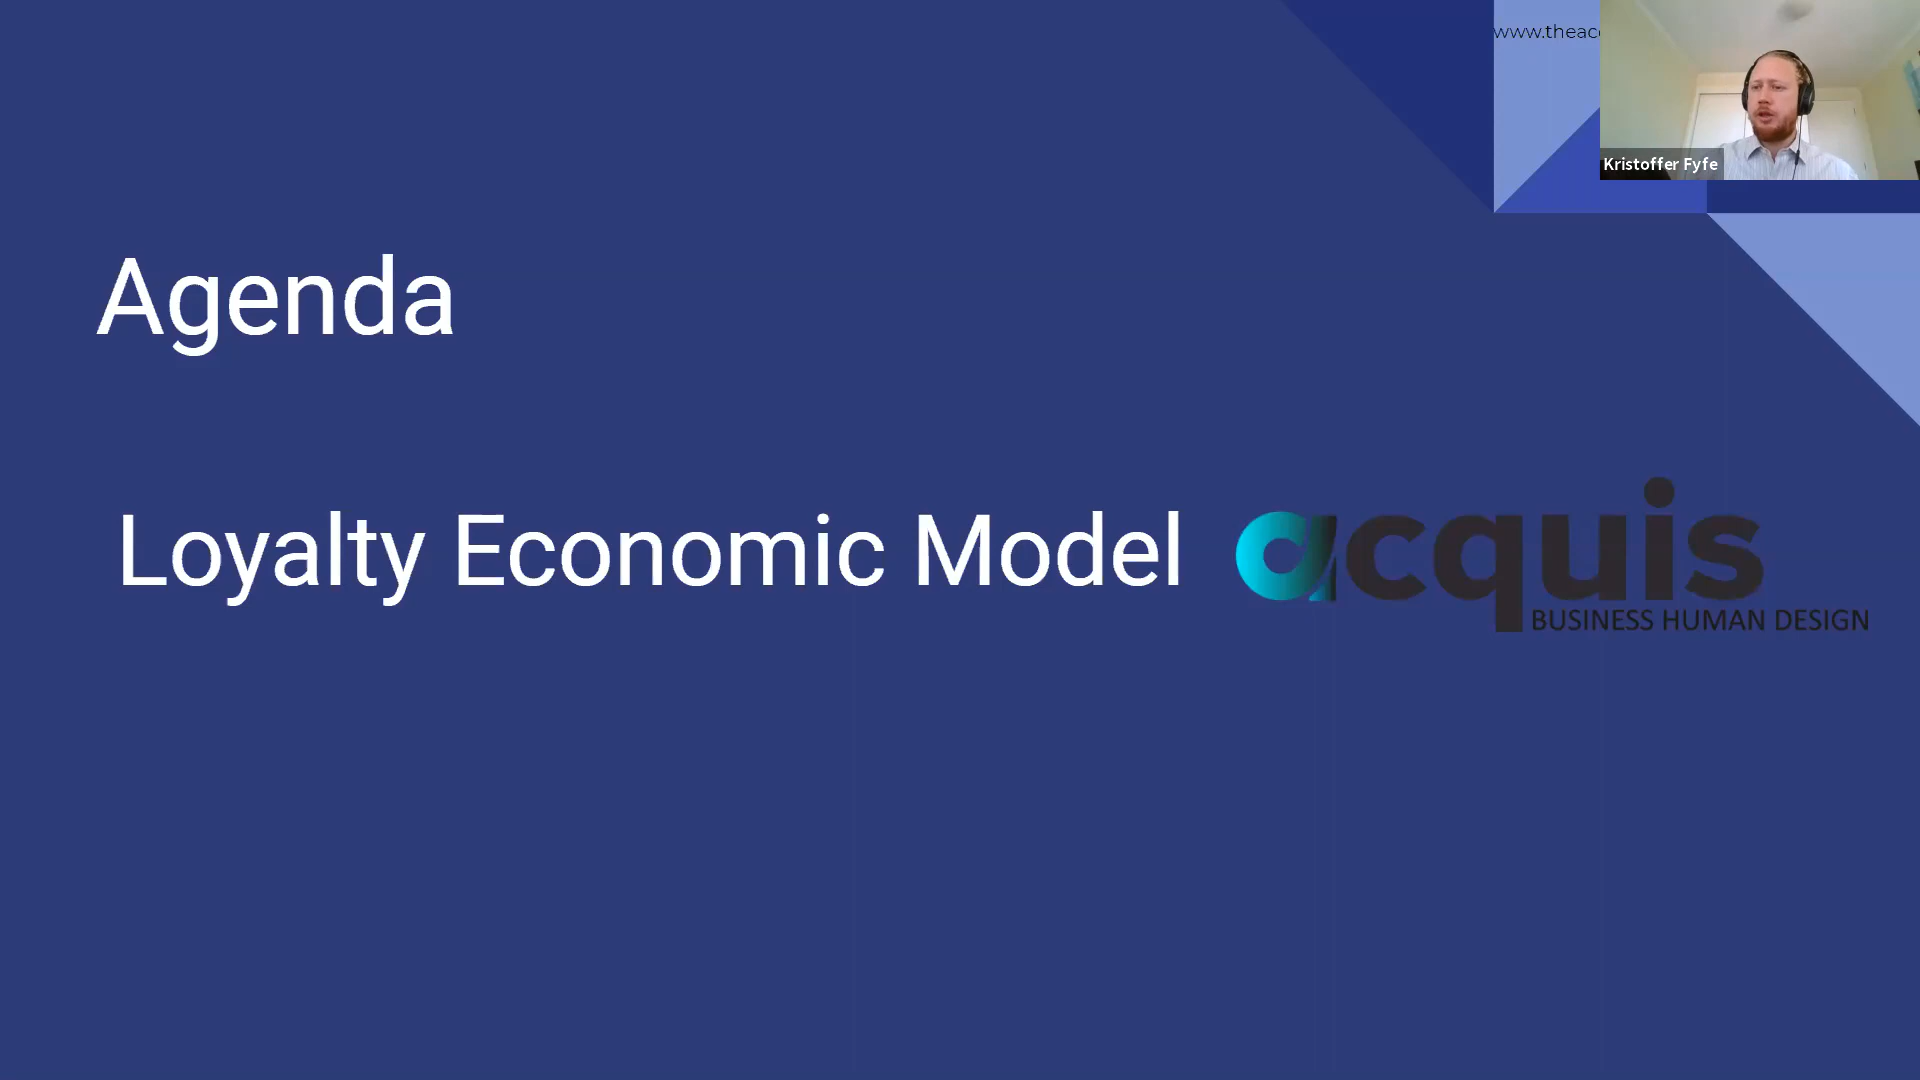 www.theac
Kristoffer Fyfe
Agenda
Loyalty Economic Model
acquis
BUSINESS HUMAN DESIGN